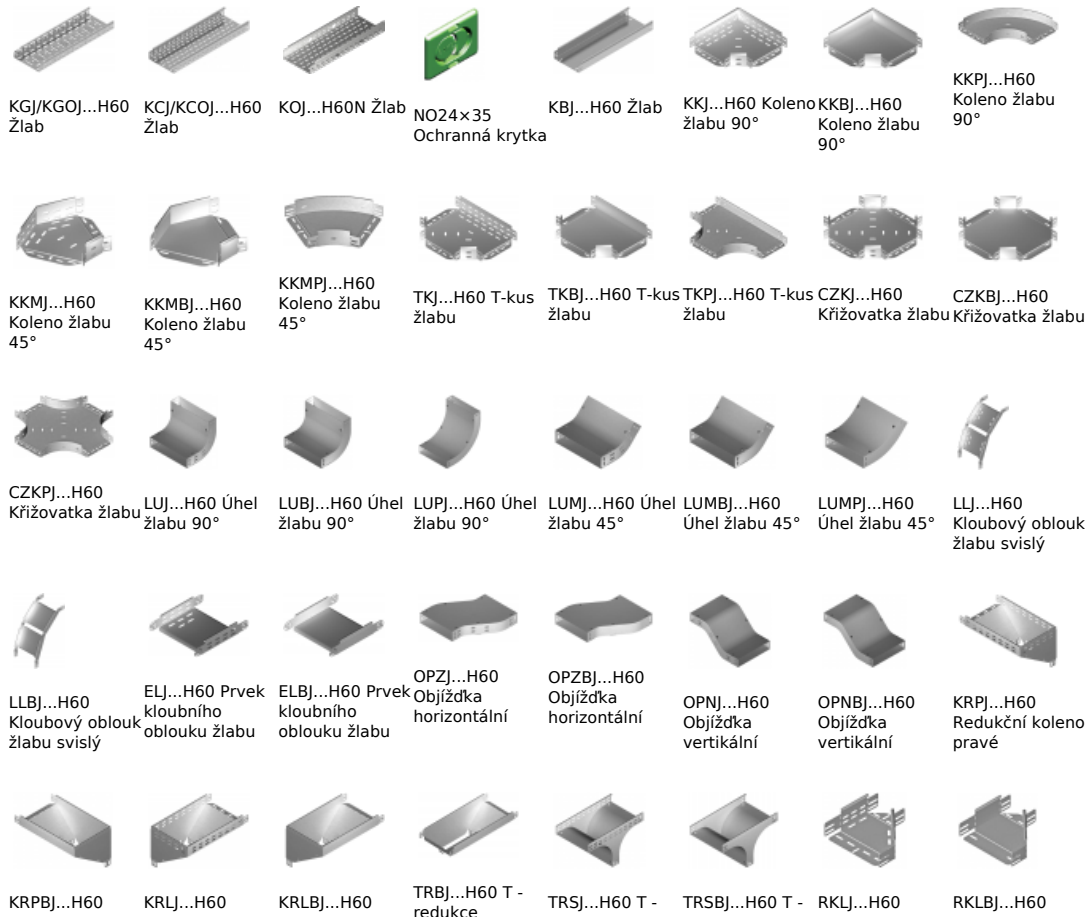 KGJ/KGOJ...H60
Žlab
KCJ/KCOJ...H60
Žlab
KOJ...H60N Žlab
NO24×35
Ochranná krytka
KBJ...H60 Žlab
KKJ...H60 Koleno
žlabu 90°
KKBJ...H60
Koleno žlabu
90°
KKPJ...H60
Koleno žlabu
90°
KKMJ...H60
Koleno žlabu
45°
KKMBJ...H60
Koleno žlabu
45°
KKMPJ...H60
Koleno žlabu
45°
TKJ...H60 T-kus
žlabu
TKBJ...H60 T-kus
žlabu
TKPJ...H60 T-kus
žlabu
CZKJ...H60
Křižovatka žlabu
CZKBJ...H60
Křižovatka žlabu
CZKPJ...H60
Křižovatka žlabu
LUJ...H60 Úhel
žlabu 90°
LUBJ...H60 Úhel
žlabu 90°
LUPJ...H60 Úhel
žlabu 90°
LUMJ...H60 Úhel
žlabu 45°
LUMBJ...H60
Úhel žlabu 45°
LUMPJ...H60
Úhel žlabu 45°
LLJ...H60
Kloubový oblouk
žlabu svislý
LLBJ...H60
Kloubový oblouk
žlabu svislý
ELJ...H60 Prvek
kloubního
oblouku žlabu
ELBJ...H60 Prvek
kloubního
oblouku žlabu
OPZJ...H60
Objížďka
horizontální
OPZBJ...H60
Objížďka
horizontální
OPNJ...H60
Objížďka
vertikální
OPNBJ...H60
Objížďka
vertikální
KRPJ...H60
Redukční koleno
pravé
KRPBJ...H60
KRLJ...H60
KRLBJ...H60
TRBJ...H60 T -
redukce
TRSJ...H60 T -
TRSBJ...H60 T -
RKLJ...H60
RKLBJ...H60